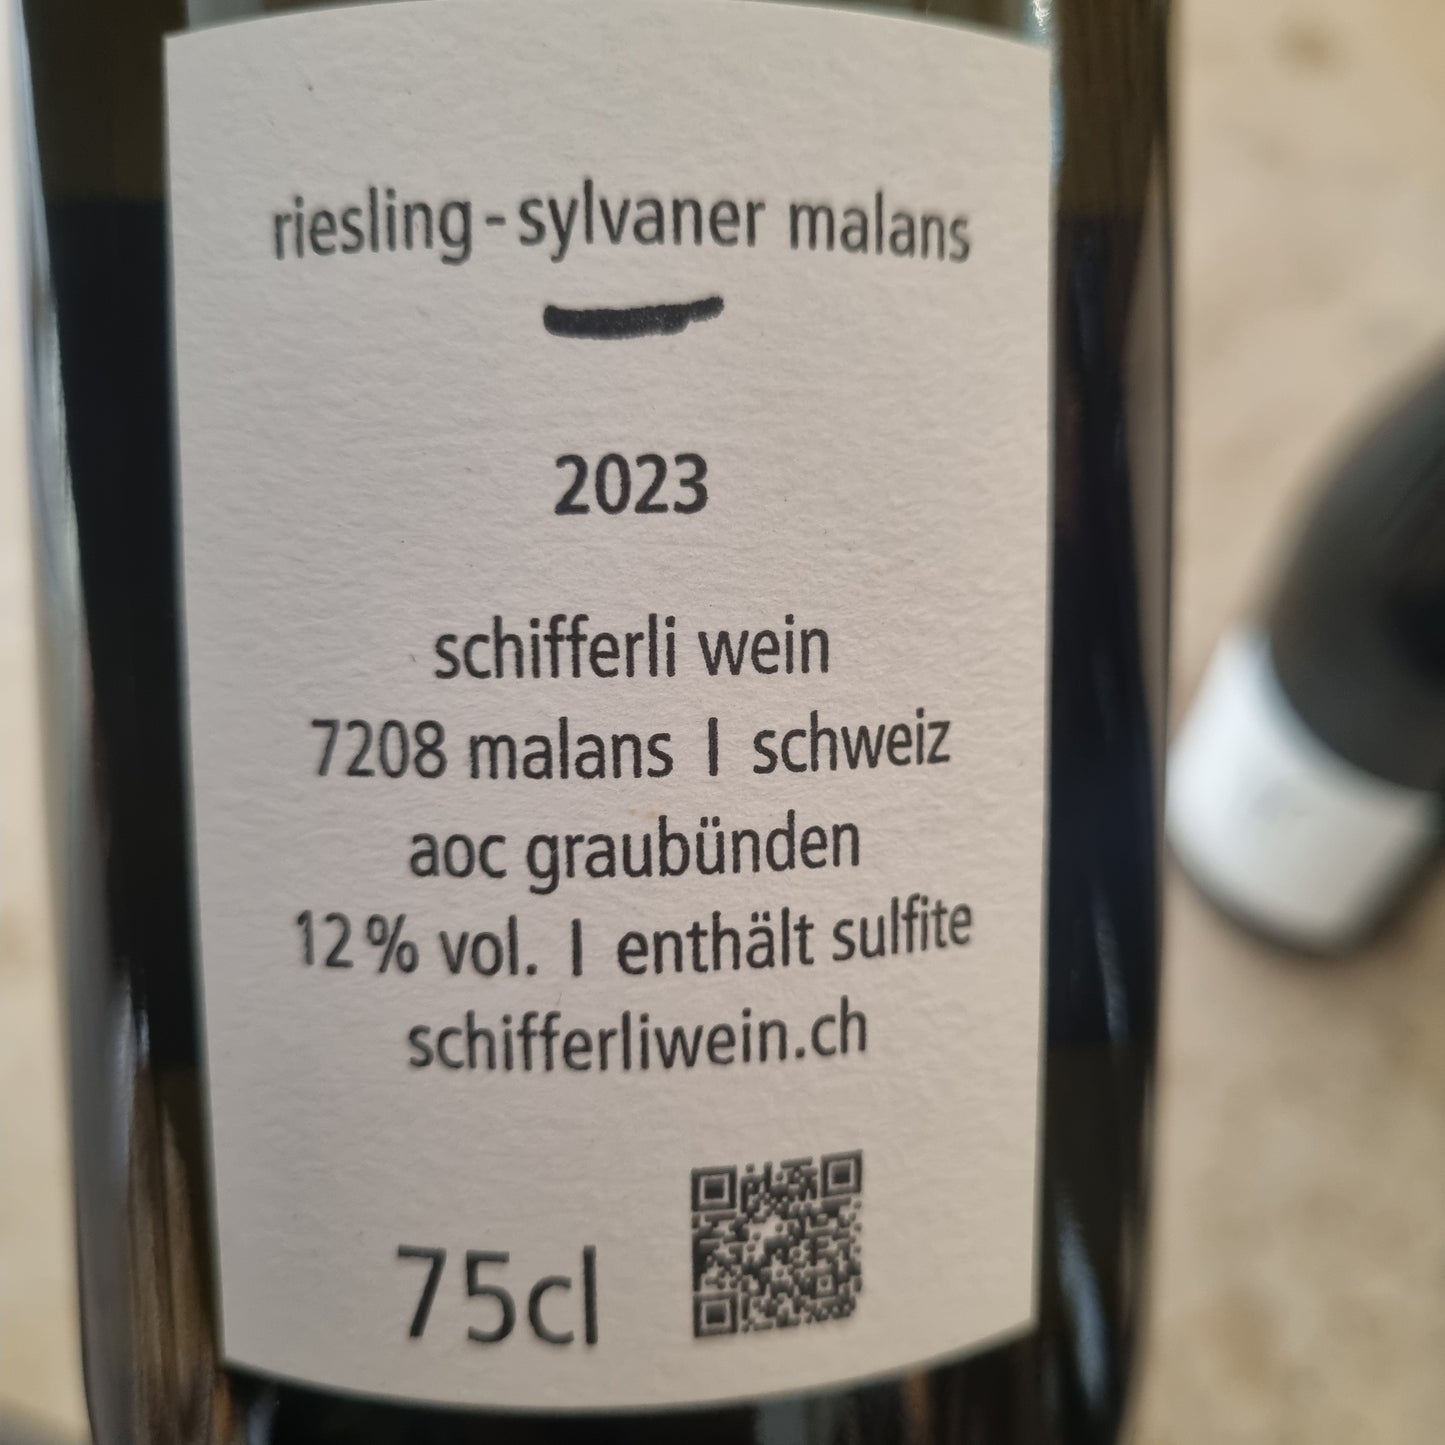 riesling-sylvaner malans
2023
schifferli wein
7208 malans | schweiz
aoc graubünden
12% vol. | enthält sulfite
schifferliwein.ch
75cl